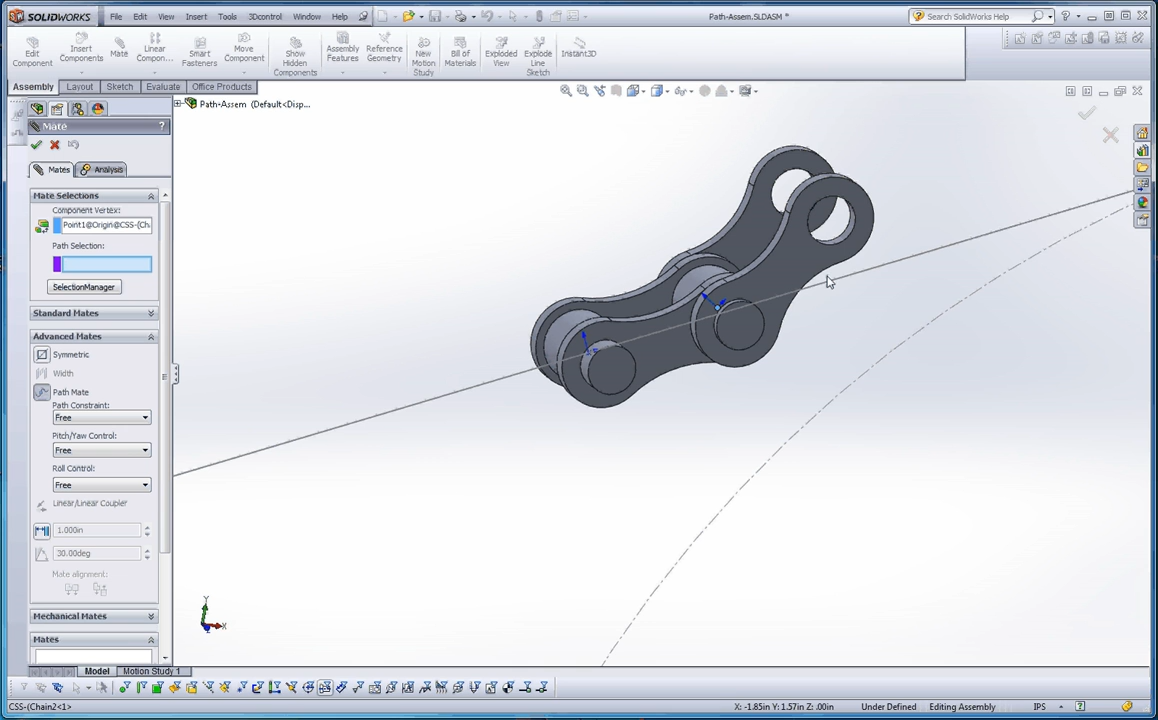 SOLIDWORKS File Edit View Insert Tools 3Dcontrol Window Help Path-Assem.SLDASM * Search SolidWorks Help
Edit Component
Insert Components
Mate
Linear Compon...
Smart Fasteners
Move Component
Show Hidden Components
Assembly Features
Reference Geometry
New Motion Study
Bill of Materials
Exploded View
Explode Line Sketch
Instant3D
Assembly Layout Sketch Evaluate Office Products
Path-Assem (Default<Disp...
Mate ?
Mates Analysis
Mate Selections
Component Vertex:
Point1@Origin@CSS-(Ch
Path Selection:
SelectionManager
Standard Mates
Advanced Mates
Symmetric
Width
Path Mate
Path Constraint:
Free
Pitch/Yaw Control:
Free
Roll Control:
Free
Linear/Linear Coupler
1.000in
30.00deg
Mate alignment:
Mechanical Mates
Mates
Y
X
Model Motion Study 1
CSS-(Chain2<1> X: -1.85in Y: 1.57in Z: .00in Under Defined Editing Assembly IPS